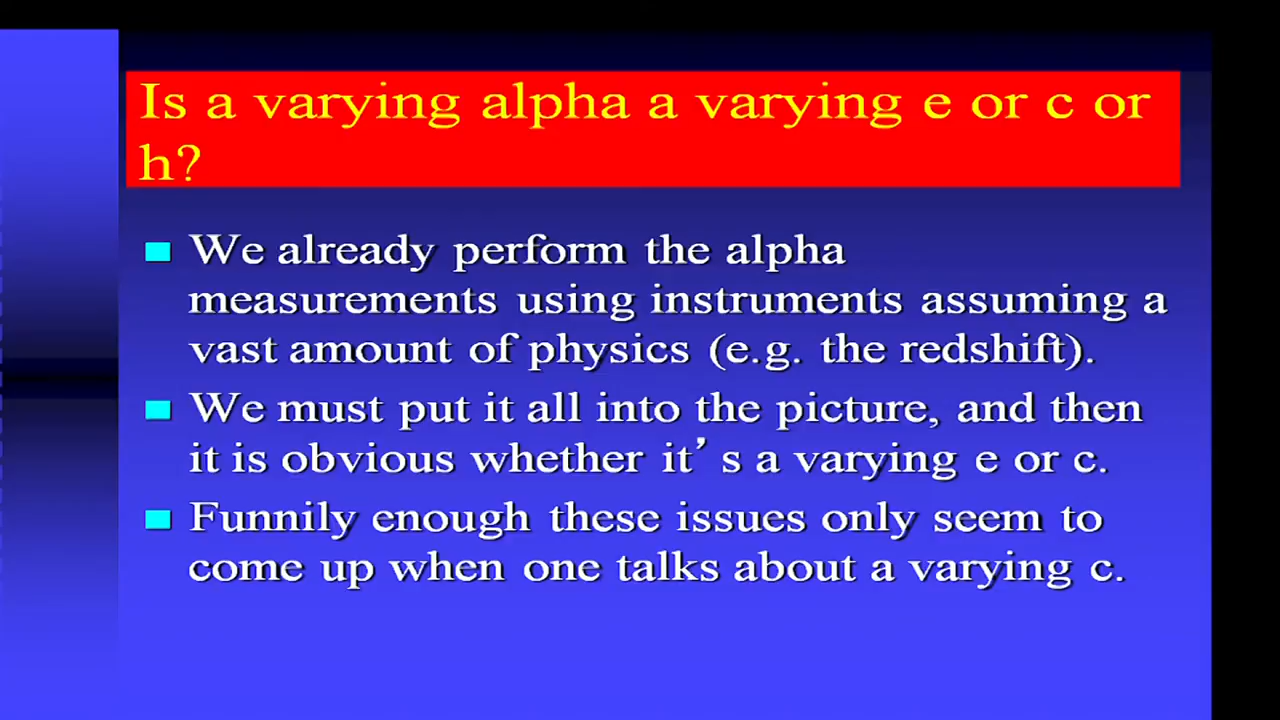 Is a varying alpha a varying e or c or
h?
We already perform the alpha
measurements using instruments assuming a
vast amount of physics (e.g. the redshift).
We must put it all into the picture, and then
it is obvious whether it’ s a varying e or c.
Funnily enough these issues only seem to
come up when one talks about a varying c.